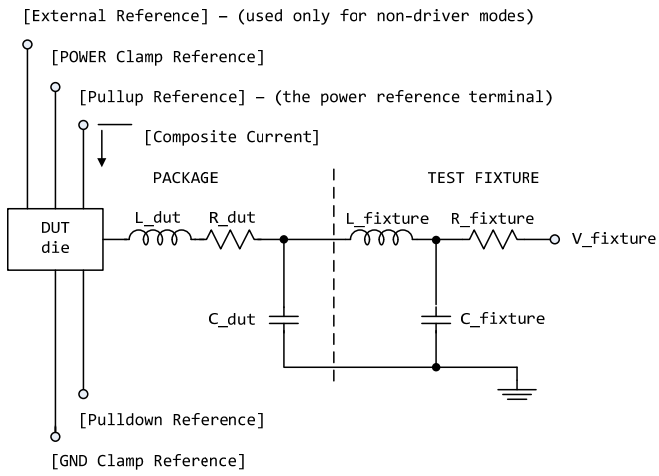 [External Reference] – (used only for non-driver modes)
[POWER Clamp Reference]
[Pullup Reference] – (the power reference terminal)
[Composite Current]
PACKAGE
TEST FIXTURE
DUT
die
L_dut
R_dut
L_fixture
R_fixture
V_fixture
C_dut
C_fixture
[Pulldown Reference]
[GND Clamp Reference]